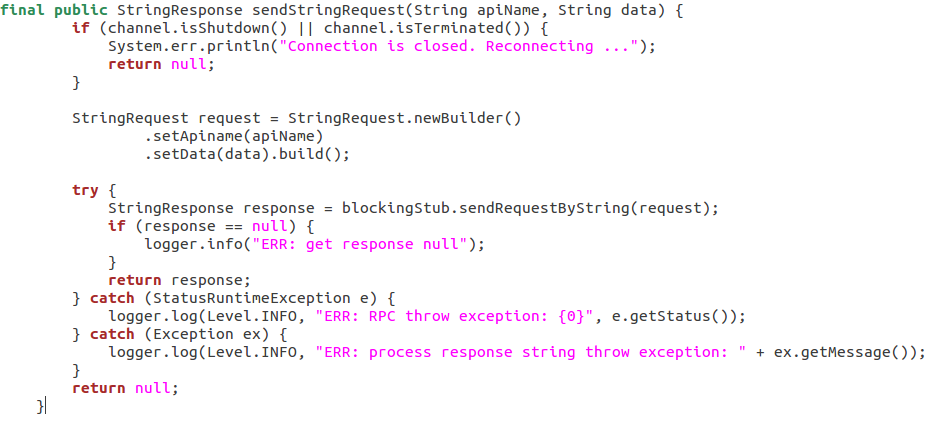 final public StringResponse sendStringRequest(String apiName, String data) {
        if (channel.isShutdown() || channel.isTerminated()) {
            System.err.println("Connection is closed. Reconnecting ...");
            return null;
        }

        StringRequest request = StringRequest.newBuilder()
                .setApiname(apiName)
                .setData(data).build();

        try {
            StringResponse response = blockingStub.sendRequestByString(request);
            if (response == null) {
                logger.info("ERR: get response null");
            }
            return response;
        } catch (StatusRuntimeException e) {
            logger.log(Level.INFO, "ERR: RPC throw exception: {0}", e.getStatus());
        } catch (Exception ex) {
            logger.log(Level.INFO, "ERR: process response string throw exception: " + ex.getMessage());
        }
        return null;
    }